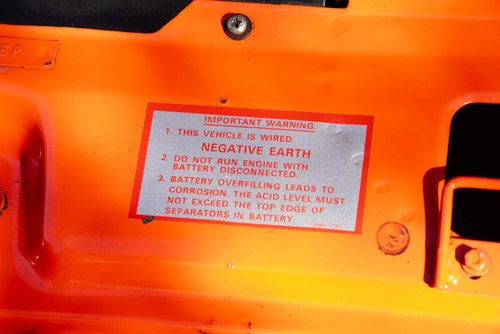 IMPORTANT WARNING
1. THIS VEHICLE IS WIRED
NEGATIVE EARTH
2. DO NOT RUN ENGINE WITH
BATTERY DISCONNECTED.
3. BATTERY OVERFILLING LEADS TO
CORROSION. THE ACID LEVEL MUST
NOT EXCEED THE TOP EDGE OF
SEPARATORS IN BATTERY.